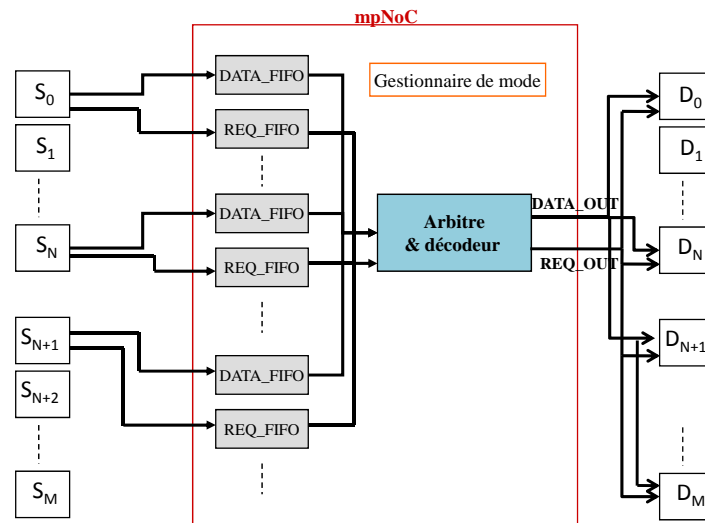 mpNoC
S0
S1
SN
SN+1
SN+2
SM
DATA_FIFO
REQ_FIFO
DATA_FIFO
REQ_FIFO
DATA_FIFO
REQ_FIFO
Gestionnaire de mode
Arbitre
& décodeur
DATA_OUT
REQ_OUT
D0
D1
DN
DN+1
DM